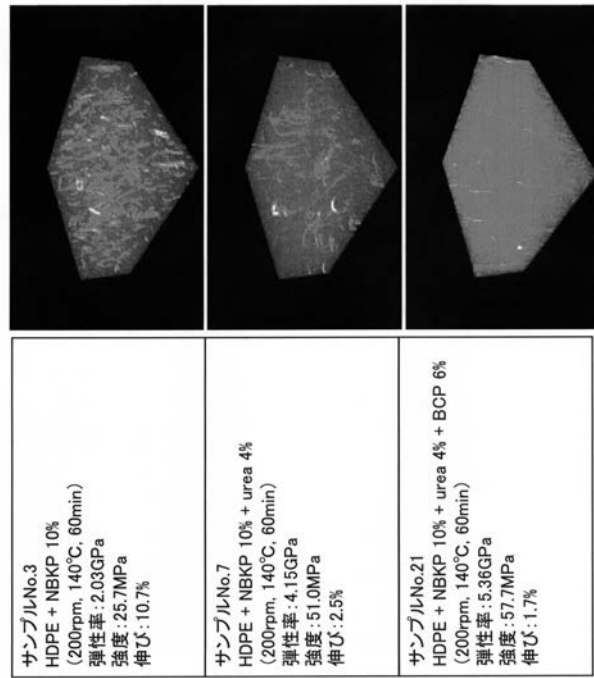 サンプルNo.3
HDPE + NBKP 10%
(200rpm, 140℃, 60min)
弾性率:2.03GPa
強度:25.7MPa
伸び:10.7%
サンプルNo.7
HDPE + NBKP 10% + urea 4%
(200rpm, 140℃, 60min)
弾性率:4.15GPa
強度:51.0MPa
伸び:2.5%
サンプルNo.21
HDPE + NBKP 10% + urea 4% + BCP 6%
(200rpm, 140℃, 60min)
弾性率:5.36GPa
強度:57.7MPa
伸び:1.7%